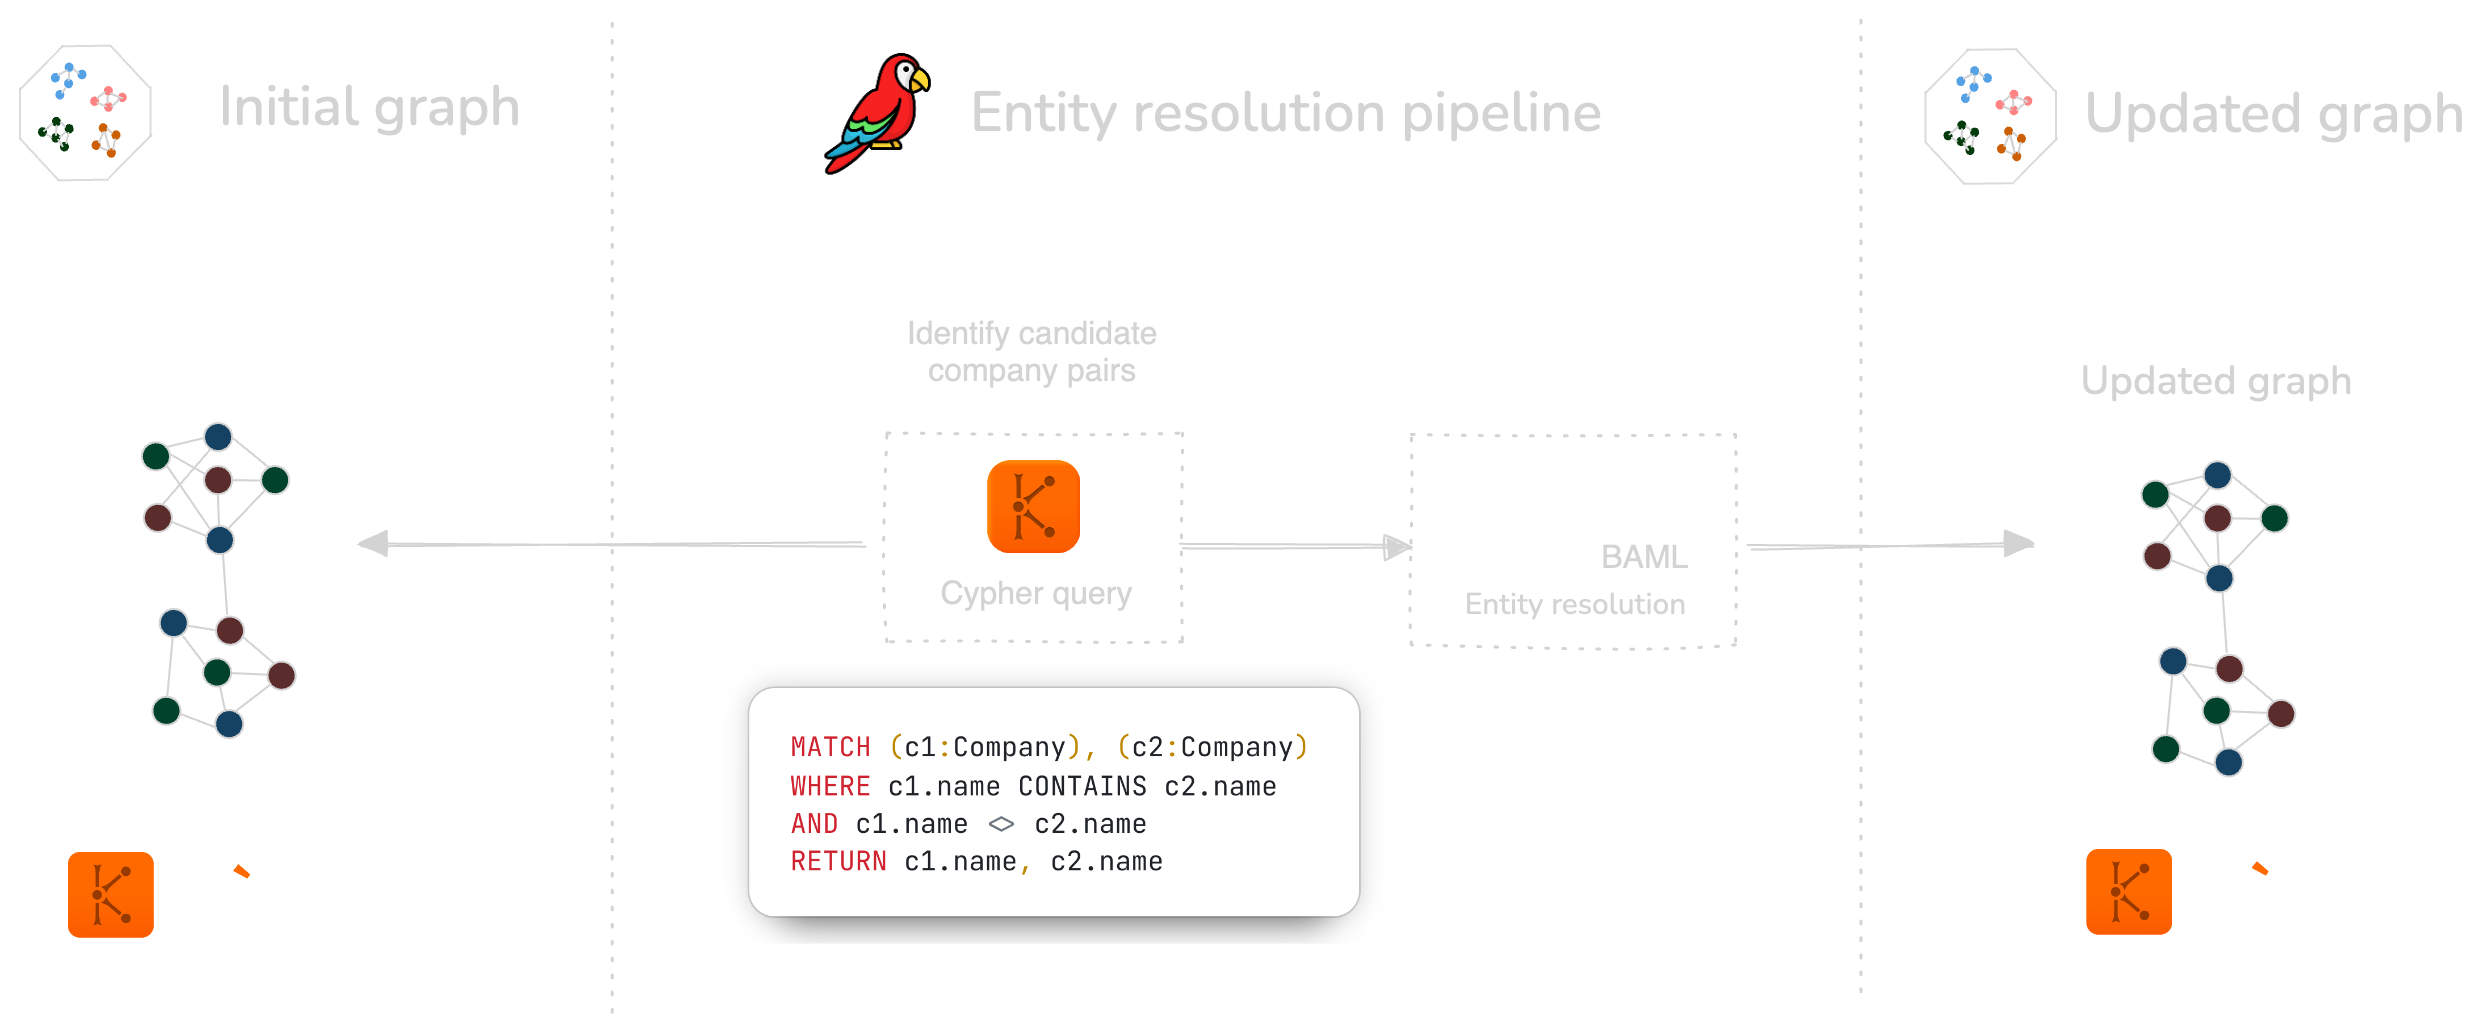 Initial graph
Entity resolution pipeline
Updated graph
Identify candidate
company pairs
Cypher query
BAML
Entity resolution
MATCH (c1:Company), (c2:Company)
WHERE c1.name CONTAINS c2.name
AND c1.name <> c2.name
RETURN c1.name, c2.name
Updated graph